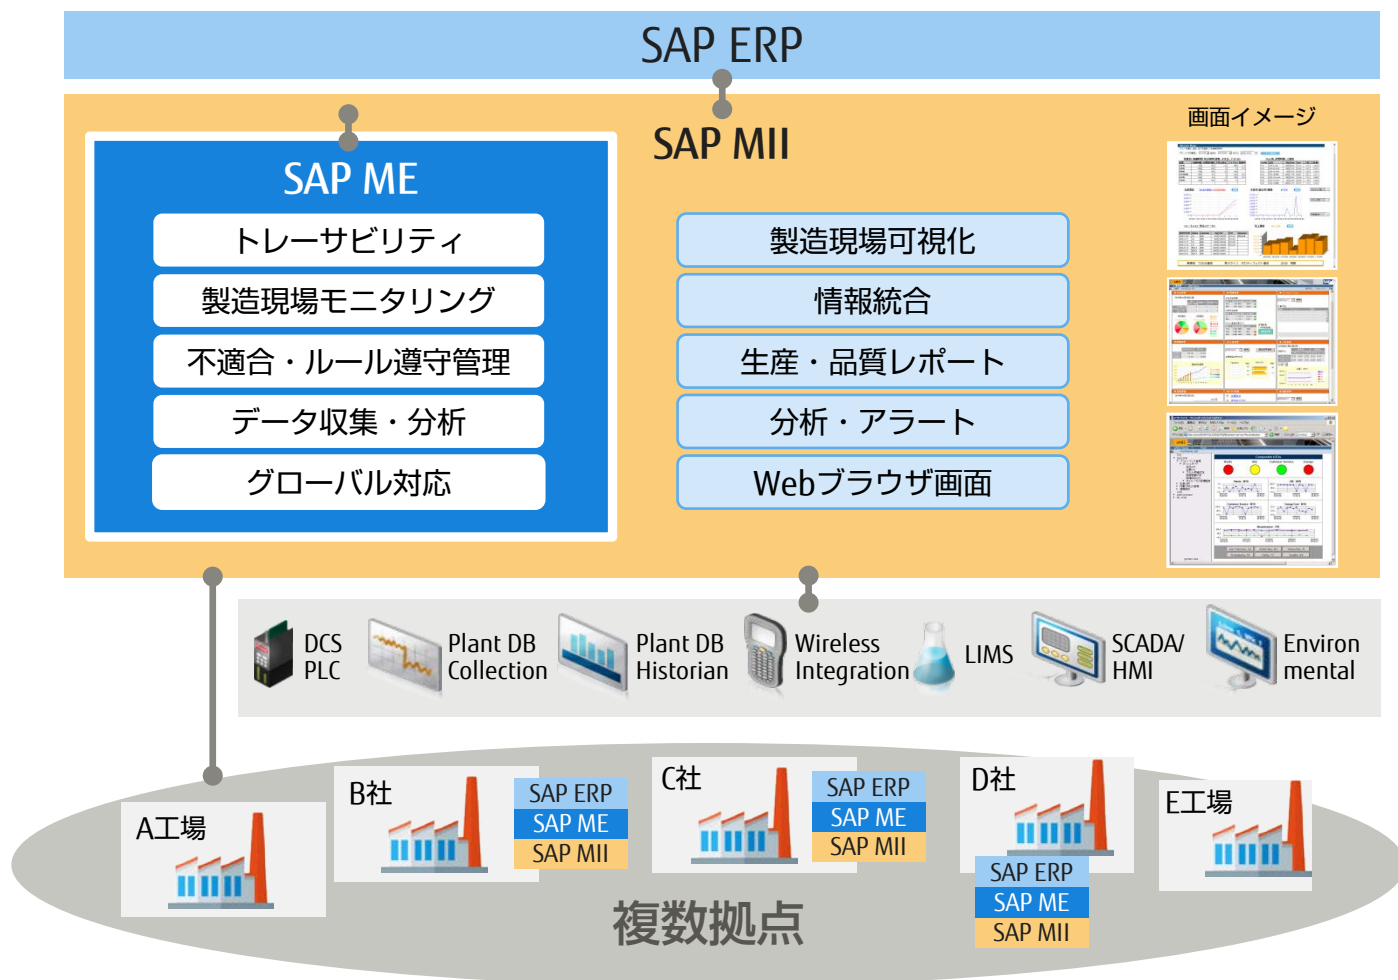 SAP ERP
SAP MII
画面イメージ
SAP ME
トレーサビリティ
製造現場モニタリング
不適合・ルール遵守管理
データ収集・分析
グローバル対応
製造現場可視化
情報統合
生産・品質レポート
分析・アラート
Webブラウザ画面
DCS
PLC
Plant DB
Collection
Plant DB
Historian
Wireless
Integration
LIMS
SCADA/
HMI
Environ
mental
A工場
B社
SAP ERP
SAP ME
SAP MII
C社
SAP ERP
SAP ME
SAP MII
D社
SAP ERP
SAP ME
SAP MII
E工場
複数拠点